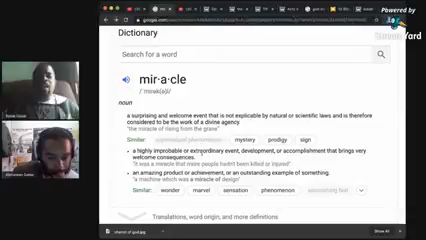 Powered by
google.com
Dictionary
Search for a word
mir·a·cle
noun
a surprising and welcome event that is not explicable by natural or scientific laws and is therefore
considered to be the work of a divine agency.
"the miracle of rising from the grave"
Similar:
mystery
prodigy
sign
a highly improbable or extraordinary event, development, or accomplishment that brings very
welcome consequences.
"it was a miracle that more people hadn't been killed or injured"
an amazing product or achievement, or an outstanding example of something.
"a machine which was a miracle of design"
Similar:
wonder
marvel
sensation
phenomenon
astonishing feat
Translations, word origin, and more definitions
Show All